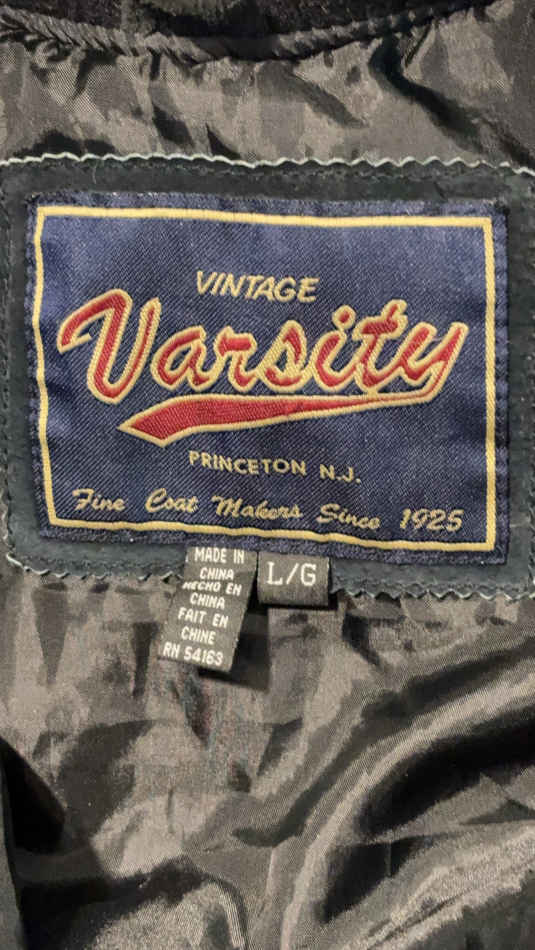 VINTAGE
Varsity
PRINCETON N.J.
Fine Coat Makers Since 1925
MADE IN
CHINA
HECHO EN
CHINA
FAIT EN
CHINE
RN 54163
L/G